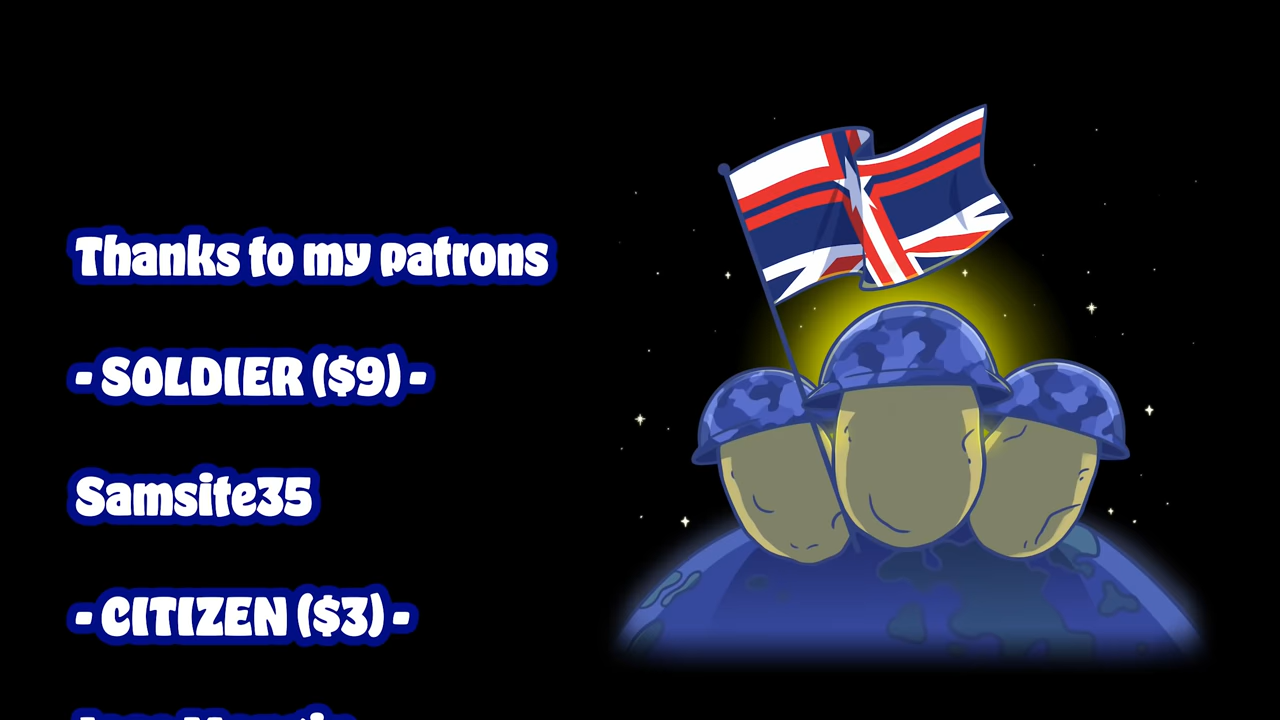 Thanks to my patrons
- SOLDIER ($9) -
Samsite35
- CITIZEN ($3) -